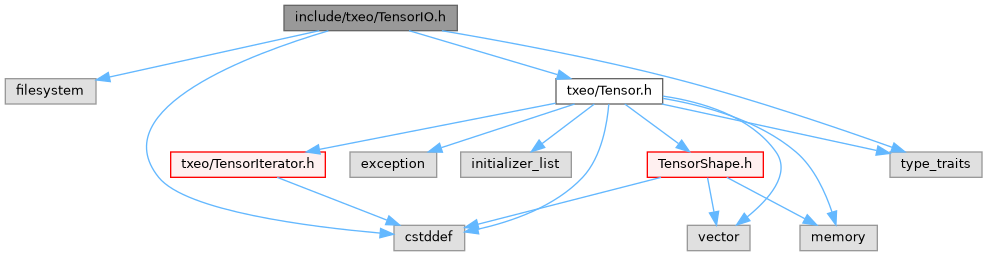 include/txeo/TensorIO.h
filesystem
txeo/Tensor.h
txeo/TensorIterator.h
exception
initializer_list
TensorShape.h
type_traits
cstddef
vector
memory